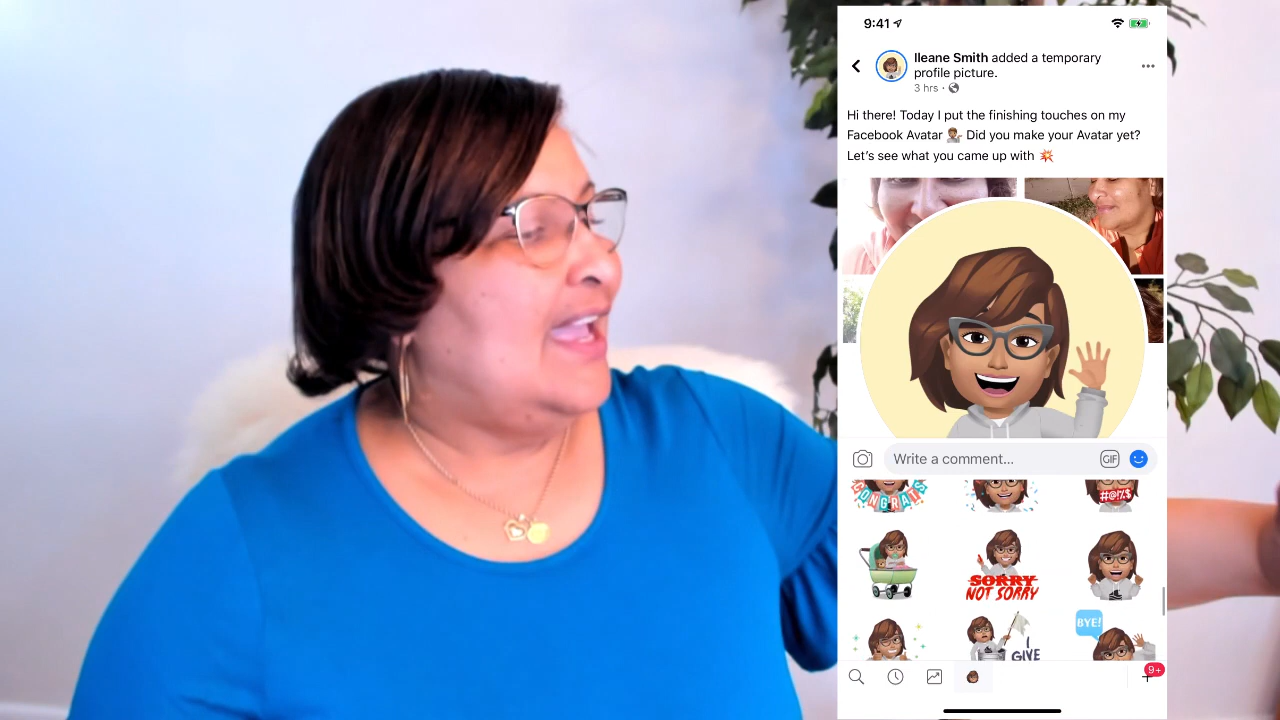 9:41
Ileane Smith added a temporary
profile picture.
3 hrs ·
Hi there! Today I put the finishing touches on my
Facebook Avatar Did you make your Avatar yet?
Let's see what you came up with
Write a comment...
GIF
CONGRATS
#@!%$
SORRY
NOT SORRY
I
GIVE
BYE!
9+